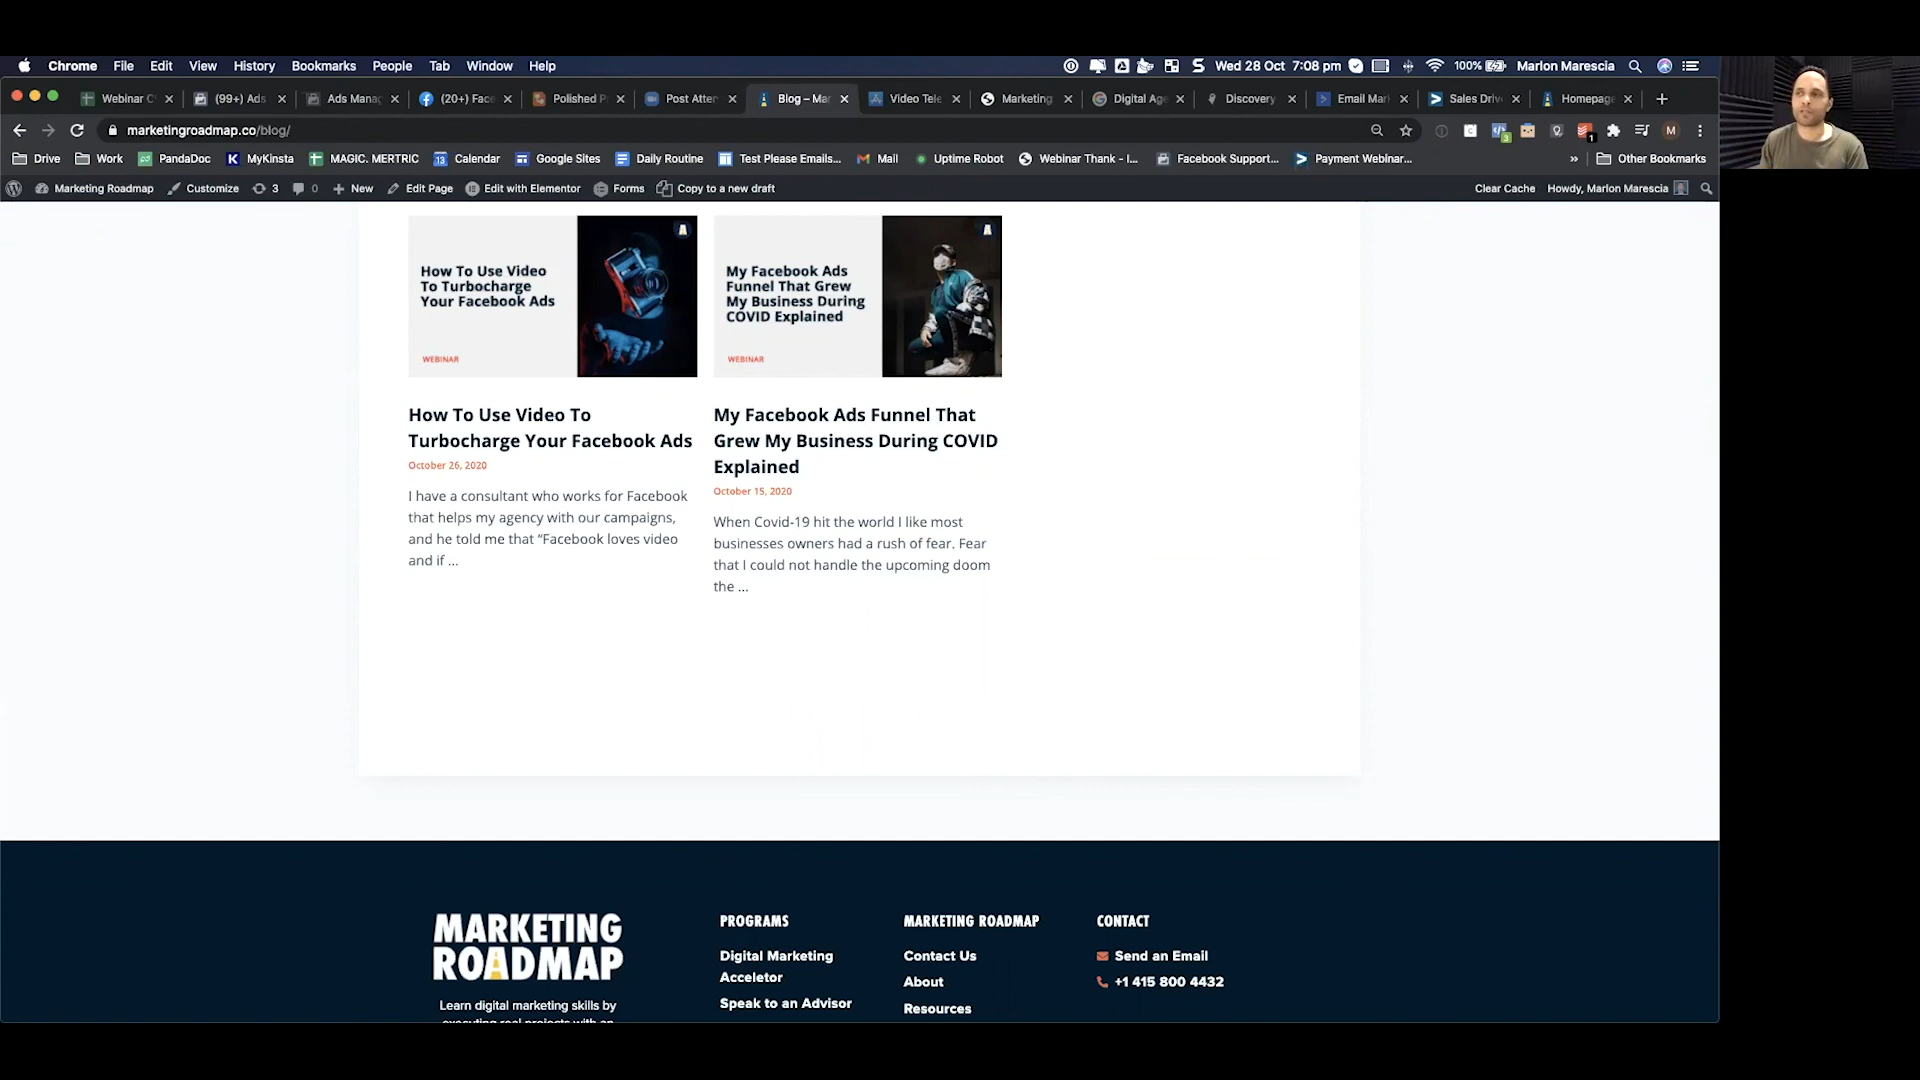 Chrome File Edit View History Bookmarks People Tab Window Help
Wed 28 Oct 7:08 pm 100% Marlon Marescia
Webinar C (99+) Ads Ads Manag (20+) Face Polished P Post Atter Blog – Mar Video Tele Marketing Digital Age Discovery Email Mar Sales Driv Homepage
marketingroadmap.co/blog/
3 1 M
Drive Work PandaDoc MyKinsta MAGIC. MERTRIC 13 Calendar Google Sites Daily Routine Test Please Emails... Mail Uptime Robot Webinar Thank - I... Facebook Support... Payment Webinar... » Other Bookmarks
Marketing Roadmap Customize 3 0 New Edit Page Edit with Elementor Forms Copy to a new draft Clear Cache Howdy, Marlon Marescia
How To Use Video
To Turbocharge
Your Facebook Ads
WEBINAR
My Facebook Ads
Funnel That Grew
My Business During
COVID Explained
WEBINAR
How To Use Video To
Turbocharge Your Facebook Ads
October 26, 2020
I have a consultant who works for Facebook
that helps my agency with our campaigns,
and he told me that “Facebook loves video
and if ...
My Facebook Ads Funnel That
Grew My Business During COVID
Explained
October 15, 2020
When Covid-19 hit the world I like most
businesses owners had a rush of fear. Fear
that I could not handle the upcoming doom
the ...
MARKETING
ROADMAP
Learn digital marketing skills by
executing real projects with an
PROGRAMS
Digital Marketing
Acceletor
Speak to an Advisor
MARKETING ROADMAP
Contact Us
About
Resources
CONTACT
Send an Email
+1 415 800 4432